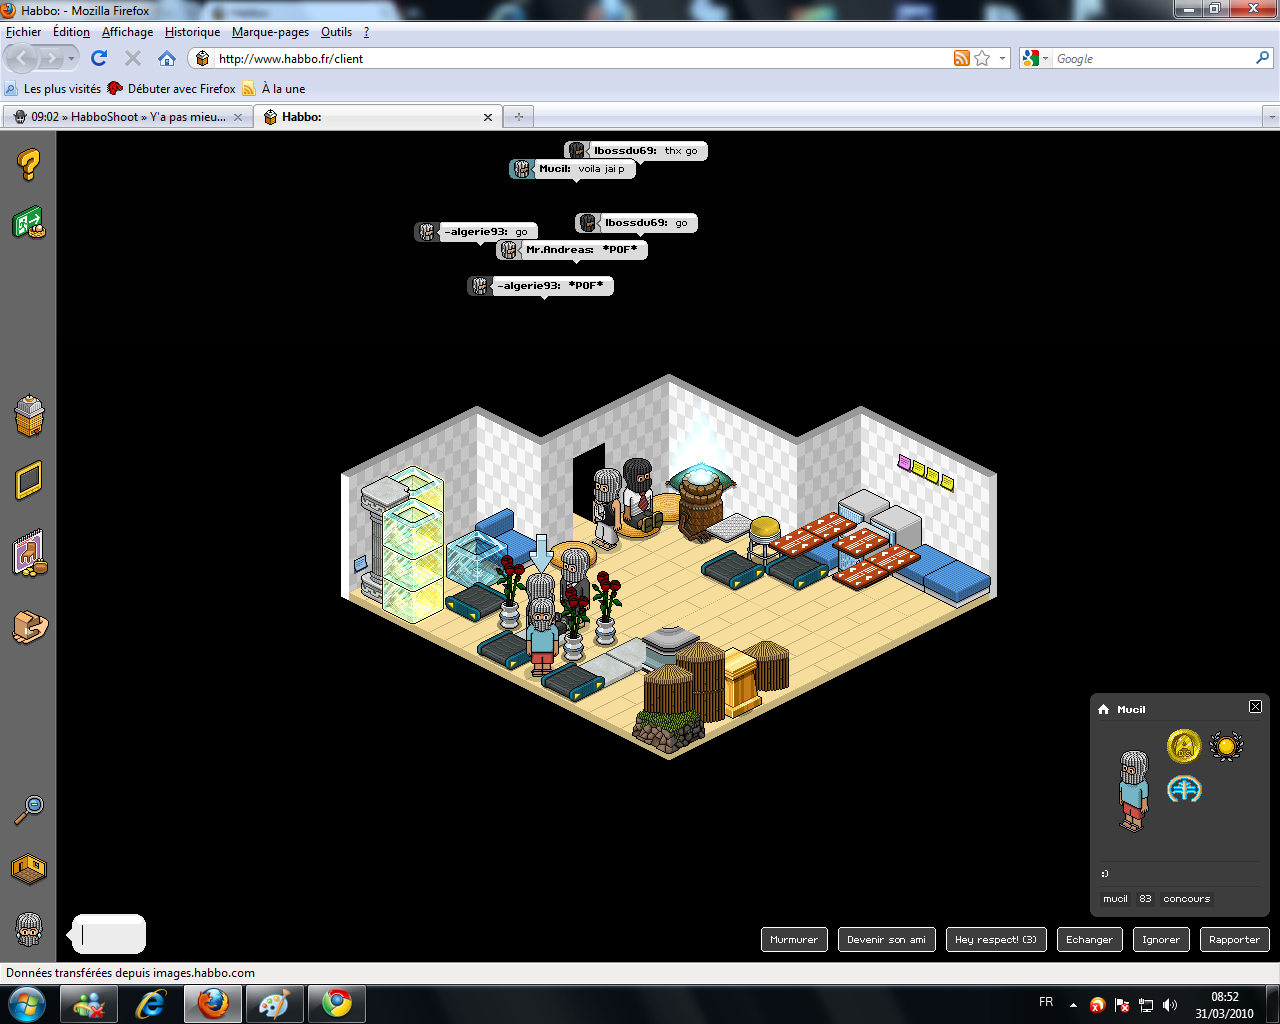 Habbo: - Mozilla Firefox
Fichier Édition Affichage Historique Marque-pages Outils ?
http://www.habbo.fr/client
Google
Les plus visités Débuter avec Firefox À la une
09:02 » HabboShoot » Y'a pas mieu...
Habbo:
lbossdu69: thx go
Mucil: voila jai p
lbossdu69: go
-algerie93: go
Mr.Andreas: *POF*
-algerie93: *POF*
Mucil
:)
mucil 83 concours
Murmurer Devenir son ami Hey respect! (3) Echanger Ignorer Rapporter
Données transférées depuis images.habbo.com
FR
08:52
31/03/2010